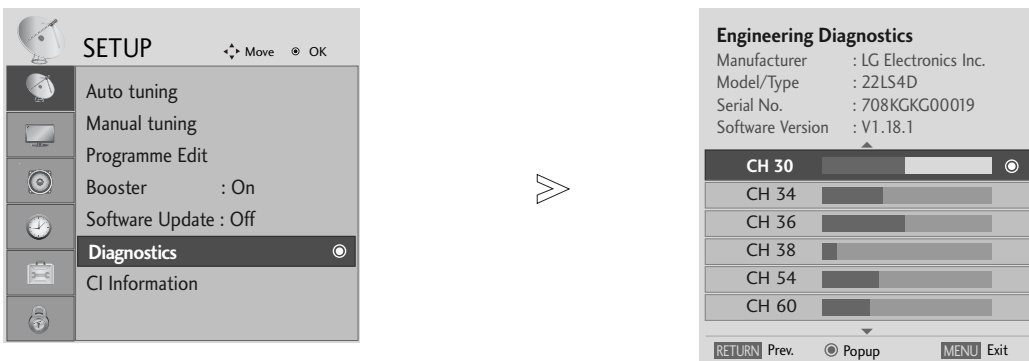 SETUP
Move OK
Auto tuning
Manual tuning
Programme Edit
Booster : On
Software Update : Off
Diagnostics
CI Information
Engineering Diagnostics
Manufacturer : LG Electronics Inc.
Model/Type : 22LS4D
Serial No. : 708KGKG00019
Software Version : V1.18.1
CH 30
CH 34
CH 36
CH 38
CH 54
CH 60
RETURN Prev. Popup MENU Exit